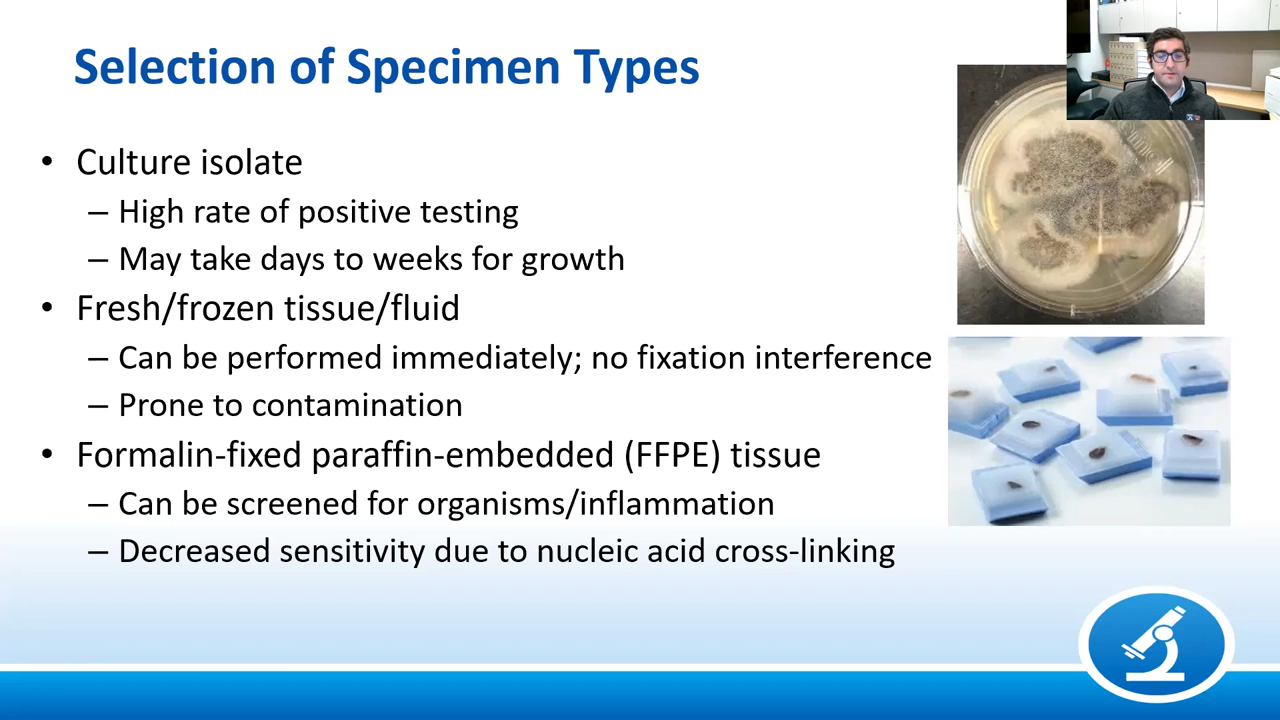 Selection of Specimen Types
• Culture isolate
– High rate of positive testing
– May take days to weeks for growth
• Fresh/frozen tissue/fluid
– Can be performed immediately; no fixation interference
– Prone to contamination
• Formalin-fixed paraffin-embedded (FFPE) tissue
– Can be screened for organisms/inflammation
– Decreased sensitivity due to nucleic acid cross-linking